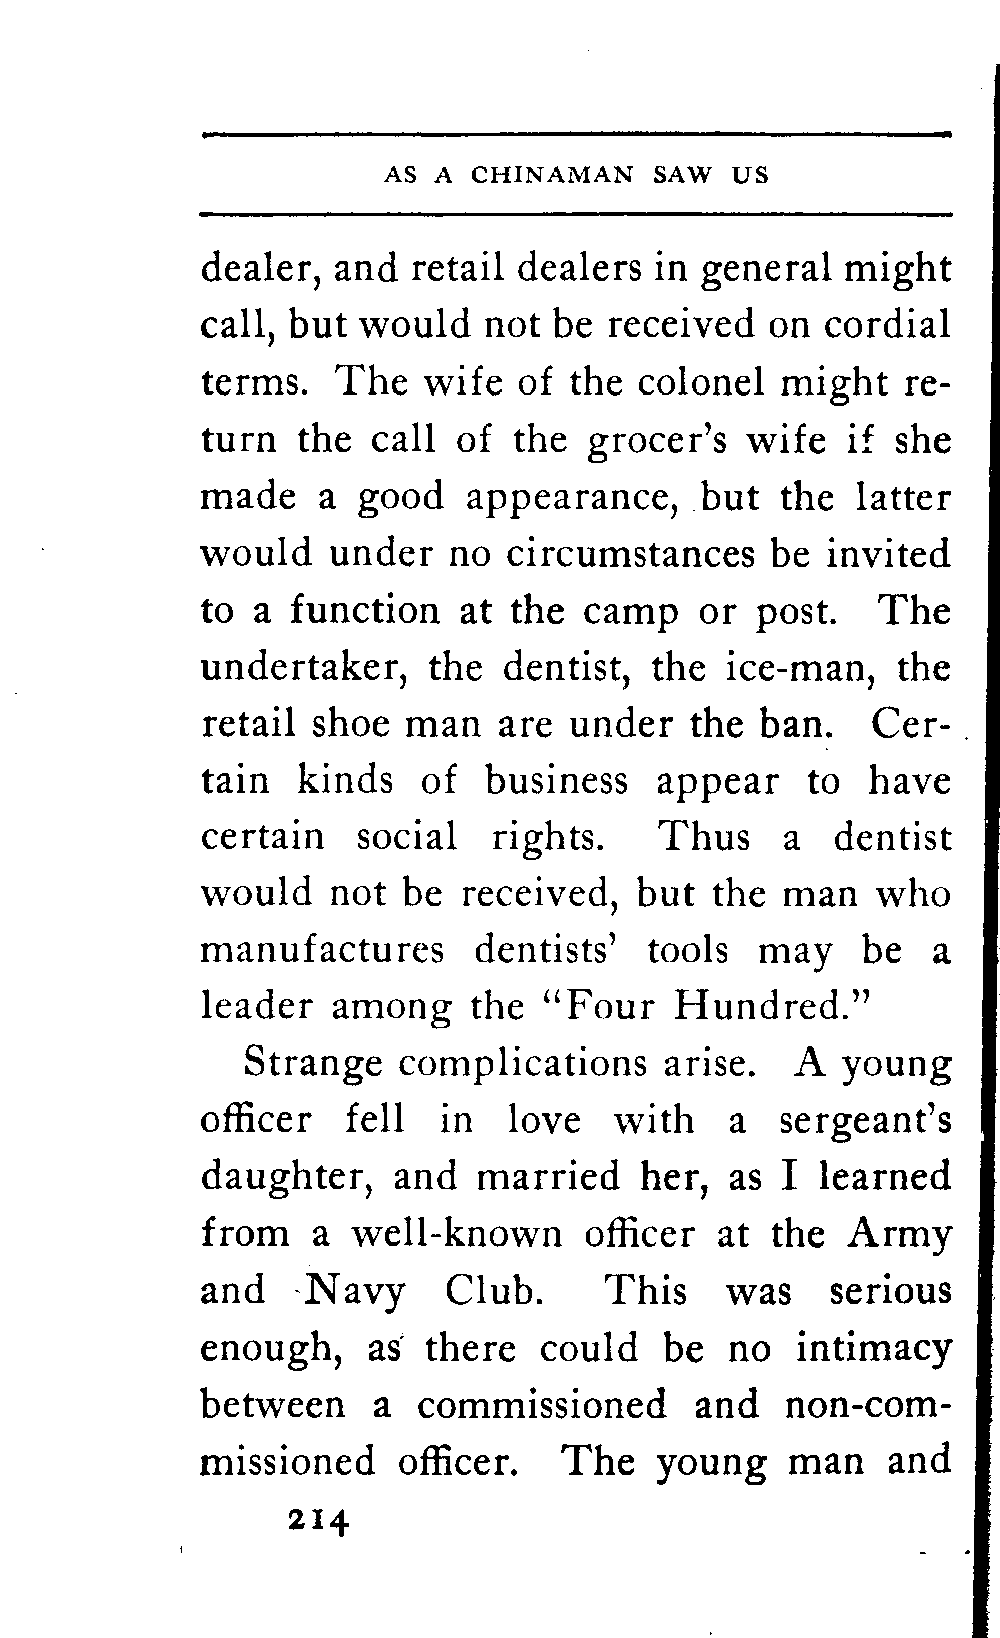 AS A CHINAMAN SAW US
dealer, and retail dealers in general might
call, but would not be received on cordial
terms. The wife of the colonel might re-
turn the call of the grocer's wife if she
made a good appearance, but the latter
would under no circumstances be invited
to a function at the camp or post. The
undertaker, the dentist, the ice-man, the
retail shoe man are under the ban. Cer-
tain kinds of business appear to have
certain social rights. Thus a dentist
would not be received, but the man who
manufactures dentists' tools may be a
leader among the "Four Hundred."
Strange complications arise. A young
officer fell in love with a sergeant's
daughter, and married her, as I learned
from a well-known officer at the Army
and Navy Club. This was serious
enough, as there could be no intimacy
between a commissioned and non-com-
missioned officer. The young man and
214